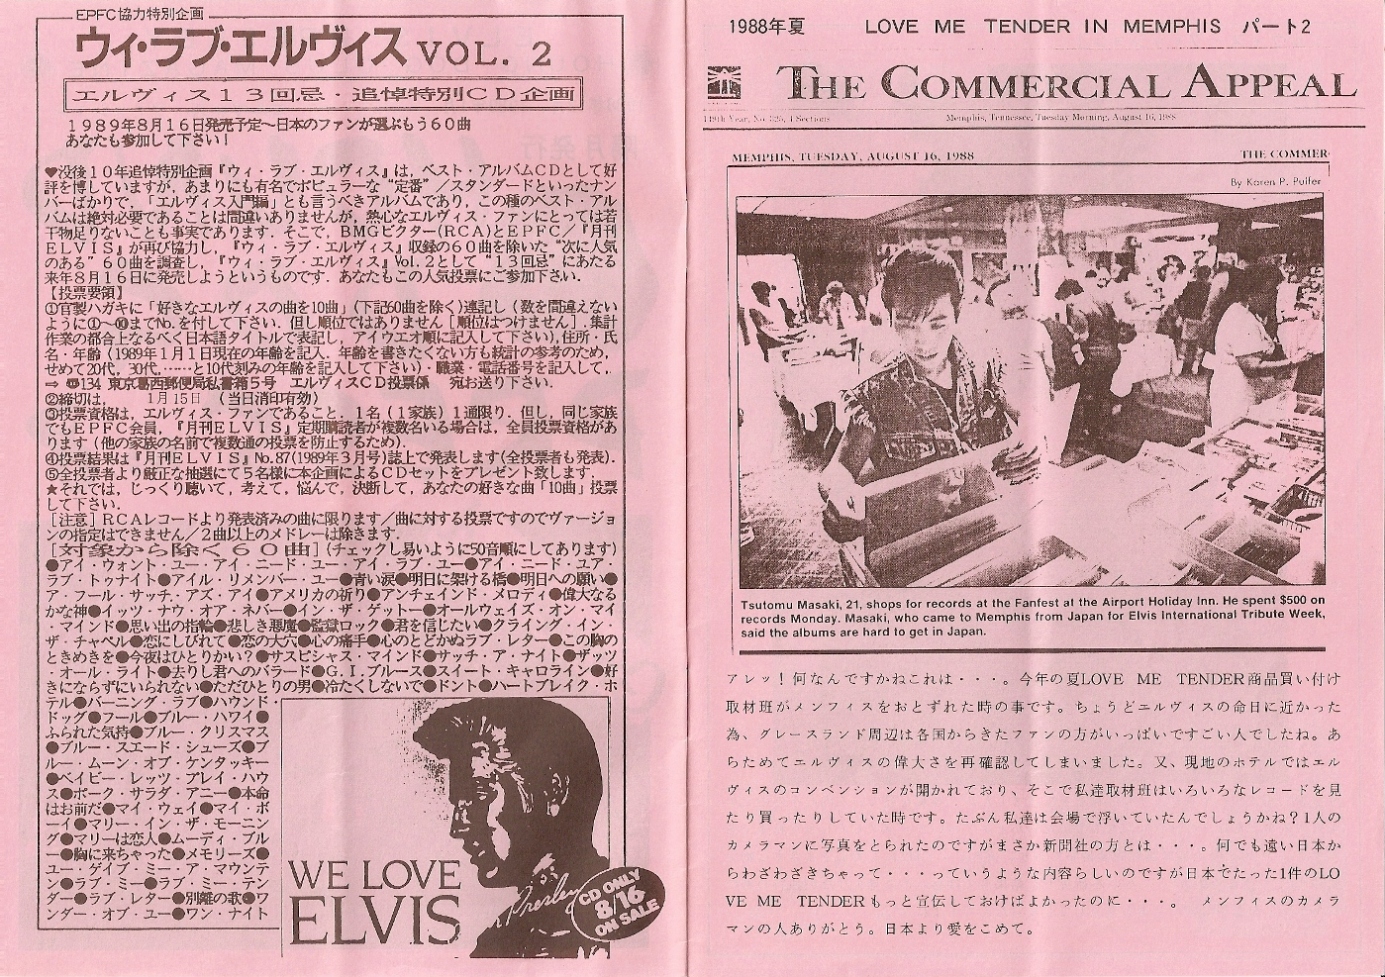 EPFC協力特別企画
ウィ・ラブ・エルヴィス VOL. 2
エルヴィス13回忌・追悼特別CD企画
1989年8月16日発売予定〜日本のファンが選ぶもう60曲
あなたも参加して下さい!
♥没後10年追悼特別企画『ウィ・ラブ・エルヴィス』は,ベスト・アルバムCDとして好
評を博していますが,あまりにも有名でポピュラーな“定番”/スタンダードといったナン
バーばかりで,「エルヴィス入門編」とも言うべきアルバムであり,この種のベスト・アル
バムは絶対必要であることは間違いありませんが,熱心なエルヴィス・ファンにとっては若
干物足りないことも事実であります.そこで,BMGビクター(RCA)とEPFC/『月刊
ELVIS』が再び協力し,『ウィ・ラブ・エルヴィス』収録の60曲を除いた“次に人気
のある”60曲を調査し,『ウィ・ラブ・エルヴィス』Vol.2として“13回忌”にあたる
来年8月16日に発売しようというものです.あなたもこの人気投票にご参加下さい.
【投票要領】
①官製ハガキに「好きなエルヴィスの曲を10曲」(下記60曲を除く)連記し(数を間違えない
ように①〜⑩までNo.を付して下さい.但し順位ではありません[順位はつけません].集計
作業の都合上なるべく日本語タイトルで表記し,アイウエオ順に記入して下さい),住所・氏
名・年齢(1989年1月1日現在の年齢を記入.年齢を書きたくない方も統計の参考のため,
せめて20代,30代,……と10代刻みの年齢を記入して下さい)・職業・電話番号を記入して,
⇒ 〠134 東京葛西郵便局私書箱5号 エルヴィスCD投票係 宛お送り下さい.
②締切は, 1月15日 (当日消印有効)
③投票資格は,エルヴィス・ファンであること.1名(1家族)1通限り.但し,同じ家族
でもEPFC会員,『月刊ELVIS』定期購読者が複数名いる場合は,全員投票資格があ
ります(他の家族の名前で複数通の投票を防止するため).
④投票結果は『月刊ELVIS』No.87(1989年3月号)誌上で発表します(全投票者も発表).
⑤全投票者より厳正な抽選にて5名様に本企画によるCDセットをプレゼント致します.
★それでは,じっくり聴いて,考えて,悩んで,決断して,あなたの好きな曲「10曲」投票
して下さい.
[注意]RCAレコードより発表済みの曲に限ります/曲に対する投票ですのでヴァージョ
ンの指定はできません/2曲以上のメドレーは除きます.
[対象から除く60曲](チェックし易いように50音順にしてあります)
●アイ・ウォント・ユー・アイ・ニード・ユー・アイ・ラブ・ユー●アイ・ニード・ユア・
ラブ・トゥナイト●アイル・リメンバー・ユー●青い涙●明日に架ける橋●明日への願い●
ア・フール・サッチ・アズ・アイ●アメリカの祈り●アンチェインド・メロディ●偉大なる
かな神●イッツ・ナウ・オア・ネバー●イン・ザ・ゲットー●オールウェイズ・オン・マイ
・マインド●思い出の指輪●悲しき悪魔●監獄ロック●君を信じたい●クライング・イン・
ザ・チャペル●恋にしびれて●恋の大穴●心の痛手●心のとどかぬラブ・レター●この胸の
ときめきを●今夜はひとりかい?●サスピシャス・マインド●サッチ・ア・ナイト●ザッツ
・オール・ライト●去りし君へのバラード●G.I.ブルース●スイート・キャロライン●好
きにならずにいられない●ただひとりの男●冷たくしないで●ドント●ハートブレイク・ホ
テル●バーニング・ラブ●ハウンド・
ドッグ●フール●ブルー・ハワイ●
ふられた気持●ブルー・クリスマス
●ブルー・スエード・シューズ●ブ
ルー・ムーン・オブ・ケンタッキー
●ベイビー・レッツ・プレイ・ハウ
ス●ポーク・サラダ・アニー●本命
はお前だ●マイ・ウェイ●マイ・ボ
ーイ●マリー・イン・ザ・モーニン
グ●マリーは恋人●ムーディ・ブル
ー●胸に来ちゃった●メモリーズ●
ユー・ゲイブ・ミー・ア・マウンテ
ン●ラブ・ミー●ラブ・ミー・テン
ダー●ラブ・レター●別離の歌●ワ
ンダー・オブ・ユー●ワン・ナイト
WE LOVE
ELVIS
Presley
CD ONLY
8/16
ON SALE
1988年夏 LOVE ME TENDER IN MEMPHIS パート2
THE COMMERCIAL APPEAL
149th Year, No. 325, 4 Sections Memphis, Tennessee, Tuesday Morning, August 16, 1988
MEMPHIS, TUESDAY, AUGUST 16, 1988 THE COMMER
By Karen P. Pulfer
Tsutomu Masaki, 21, shops for records at the Fanfest at the Airport Holiday Inn. He spent $500 on
records Monday. Masaki, who came to Memphis from Japan for Elvis International Tribute Week,
said the albums are hard to get in Japan.
アレッ!何なんですかねこれは・・・。今年の夏LOVE ME TENDER商品買い付け
取材班がメンフィスをおとずれた時の事です。ちょうどエルヴィスの命日に近かった
為、グレースランド周辺は各国からきたファンの方がいっぱいですごい人でしたね。あ
らためてエルヴィスの偉大さを再確認してしまいました。又、現地のホテルではエル
ヴィスのコンベンションが開かれており、そこで私達取材班はいろいろなレコードを見
たり買ったりしていた時です。たぶん私達は会場で浮いていたんでしょうかね?1人の
カメラマンに写真をとられたのですがまさか新聞社の方とは・・・。何でも遠い日本か
らわざわざきちゃって・・・っていうような内容らしいのですが日本でたった1件のLO
VE ME TENDERもっと宣伝しておけばよかったのに・・・。 メンフィスのカメラ
マンの人ありがとう。日本より愛をこめて。